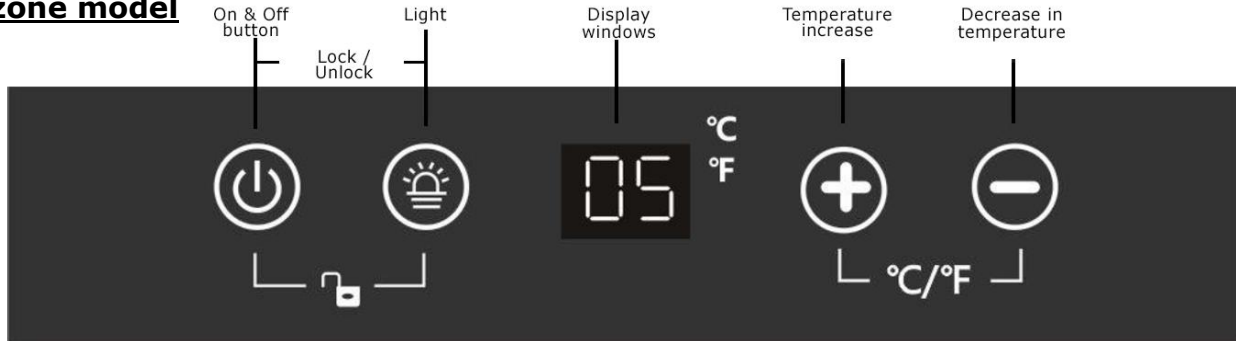 zone model
On & Off
button
Light
Display
windows
Temperature
increase
Decrease in
temperature
Lock /
Unlock
°C
°F
05
°C/°F